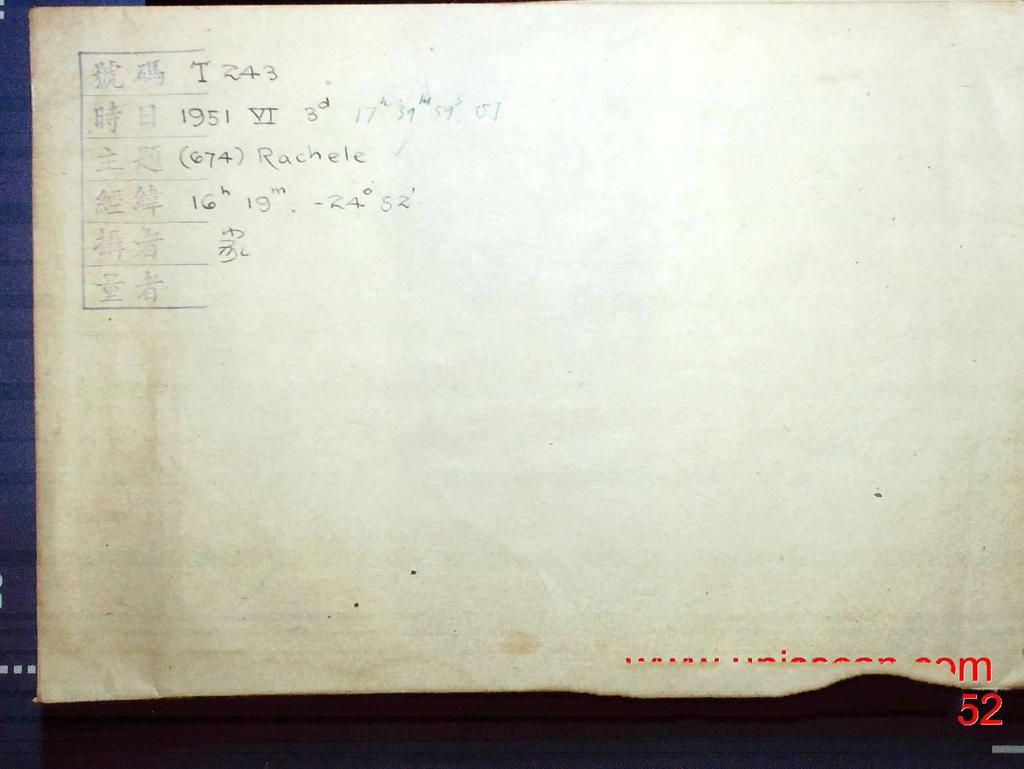 號碼 T 243
時日 1951 VI 3d 17h 39m 59s UT
主題 (674) Rachele
經緯 16h 19m. -24° 52'
攝者
量者
52